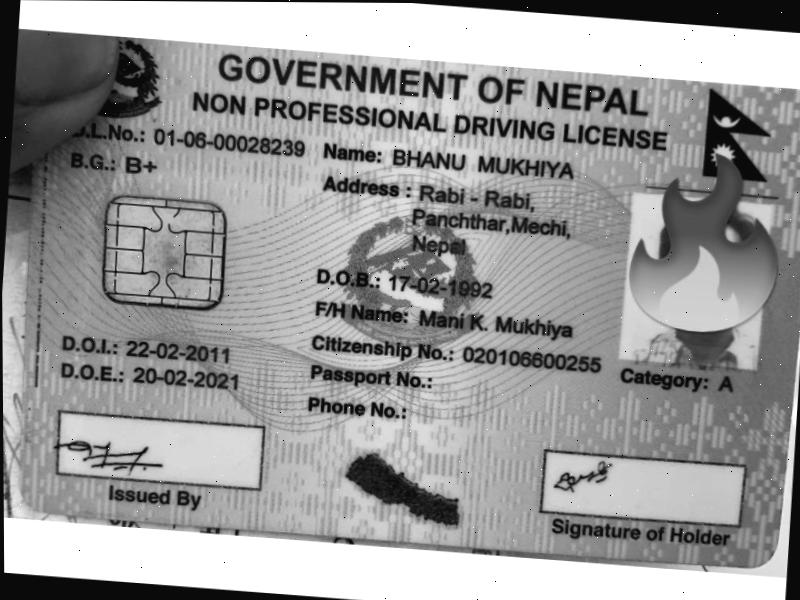 GOVERNMENT OF NEPAL
NON PROFESSIONAL DRIVING LICENSE
D.L.No.: 01-06-00028239
B.G.: B+
Name: BHANU MUKHIYA
Address : Rabi - Rabi,
Panchthar,Mechi,
Nepal
D.O.B.: 17-02-1992
F/H Name: Mani K. Mukhiya
Citizenship No.: 020106600255
Passport No.:
Phone No.:
D.O.I.: 22-02-2011
D.O.E.: 20-02-2021
Category: A
Issued By
Signature of Holder